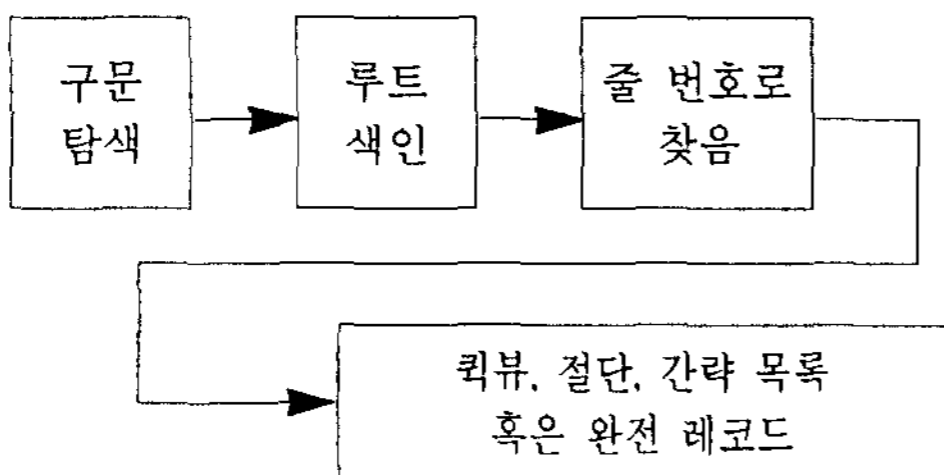 구문
탐색
루트
색인
줄 번호로
찾음
퀵뷰, 절단, 간략 목록
혹은 완전 레코드